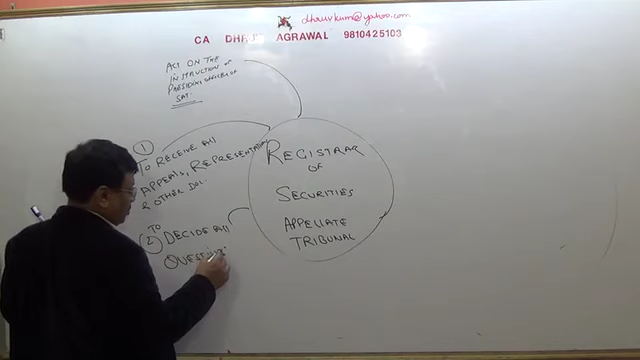 dhruvkum@yahoo.com
CA DHRUV AGRAWAL 9810425103
ACT ON THE
INSTRUCTION OF
PRESIDING OFFICER OF
SAT.
1
TO RECEIVE All
APPEALS, REPRESENTATION
& OTHER DOC.
TO
2 DECIDE All
REGISTRAR
OF
SECURITIES
APPELLATE
TRIBUNAL